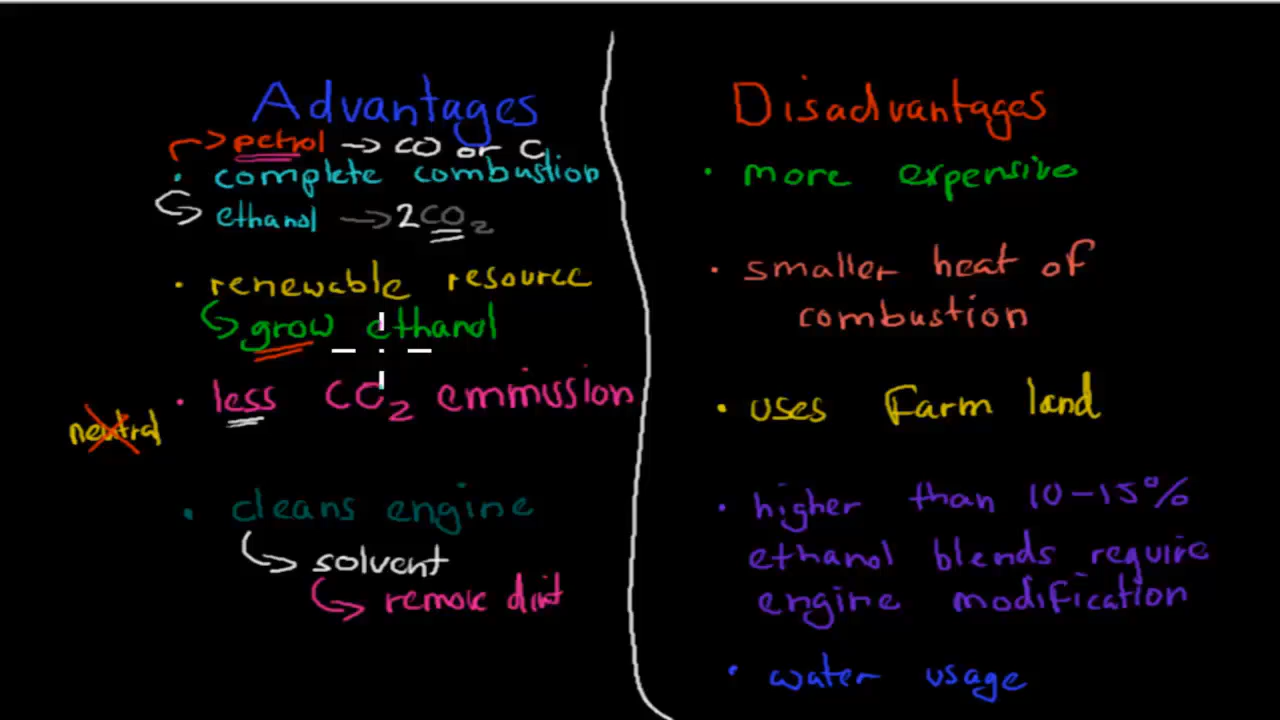 Advantages
petrol → CO or C
• complete combustion
ethanol → 2CO₂
• renewable resource
grow ethanol
• less CO₂ emmission
neutral
• cleans engine
solvent
remove dirt
Disadvantages
• more expensive
• smaller heat of
combustion
• uses Farm land
• higher than 10-15%
ethanol blends require
engine modification
• water usage